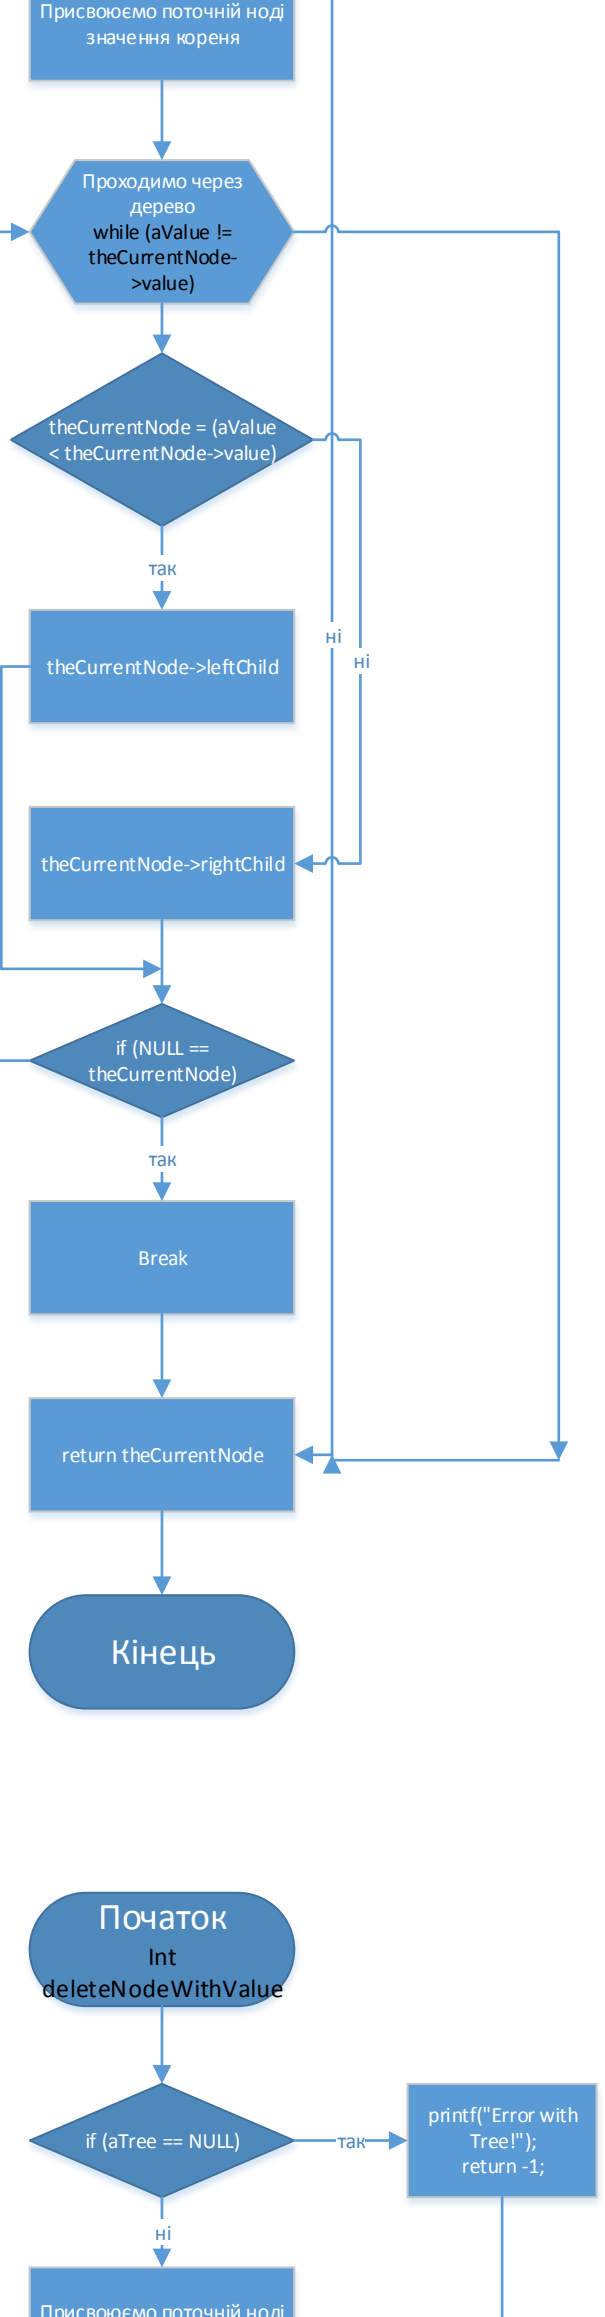 Присвоюємо поточній ноді
значення кореня
Проходимо через
дерево
while (aValue !=
theCurrentNode-
>value)
theCurrentNode = (aValue
< theCurrentNode->value)
так
ні
ні
theCurrentNode->leftChild
theCurrentNode->rightChild
if (NULL ==
theCurrentNode)
так
Break
return theCurrentNode
Кінець
Початок
Int
deleteNodeWithValue
if (aTree == NULL)
так
printf("Error with
Tree!");
return -1;
ні
Присвоюємо поточній ноді